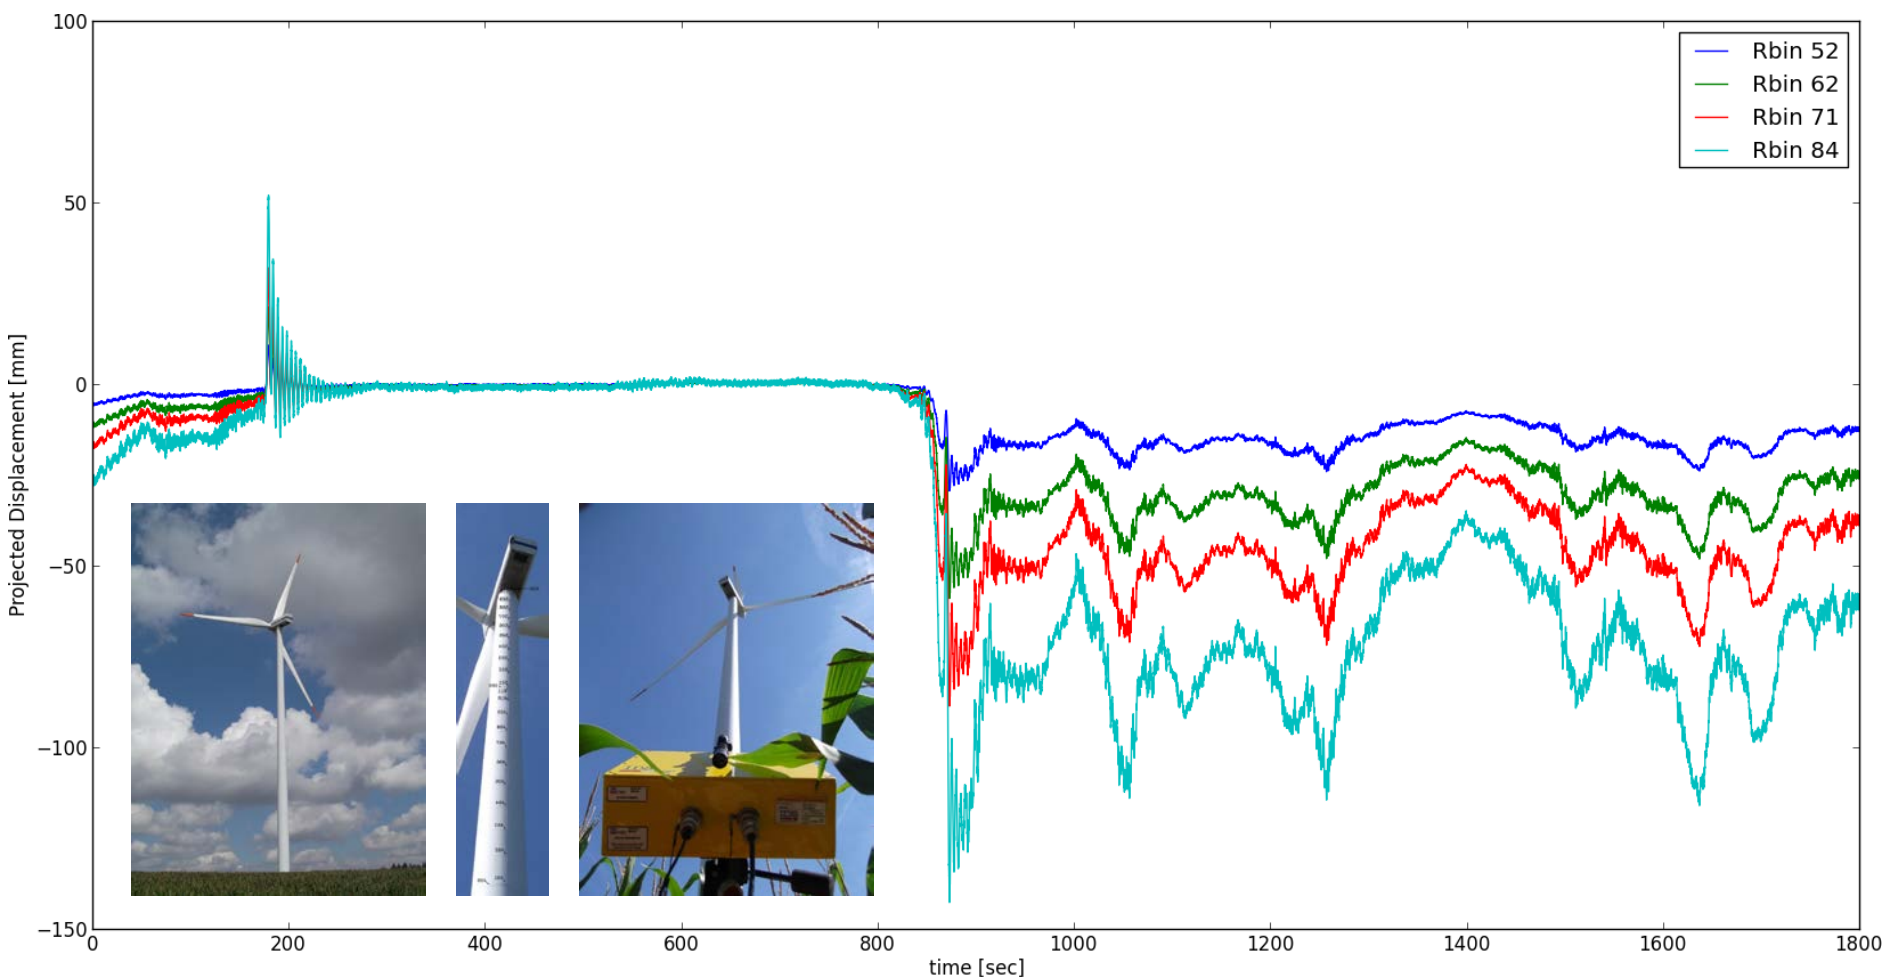 100
50
0
−50
−100
−150
Projected Displacement [mm]
Rbin 52
Rbin 62
Rbin 71
Rbin 84
0 200 400 600 800 1000 1200 1400 1600 1800
time [sec]